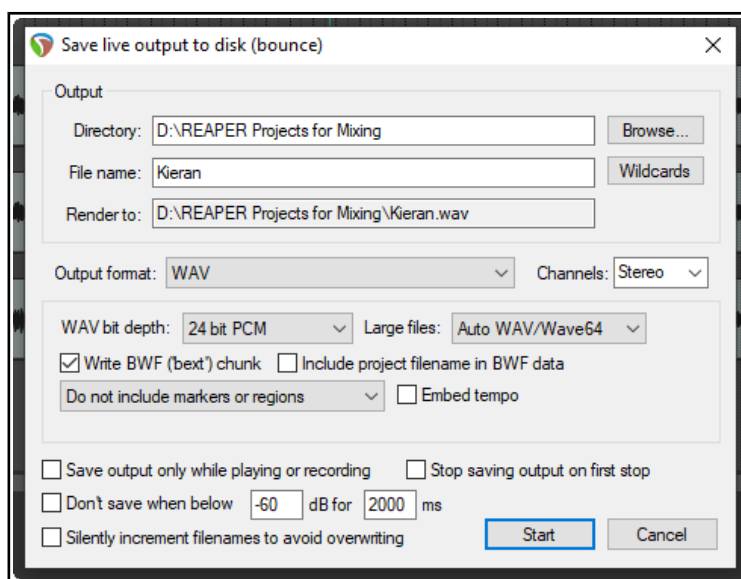 Save live output to disk (bounce)
Output
Directory: D:\REAPER Projects for Mixing Browse...
File name: Kieran Wildcards
Render to: D:\REAPER Projects for Mixing\Kieran.wav
Output format: WAV Channels: Stereo
WAV bit depth: 24 bit PCM Large files: Auto WAV/Wave64
Write BWF ('bext') chunk Include project filename in BWF data
Do not include markers or regions Embed tempo
Save output only while playing or recording Stop saving output on first stop
Don't save when below -60 dB for 2000 ms
Silently increment filenames to avoid overwriting Start Cancel